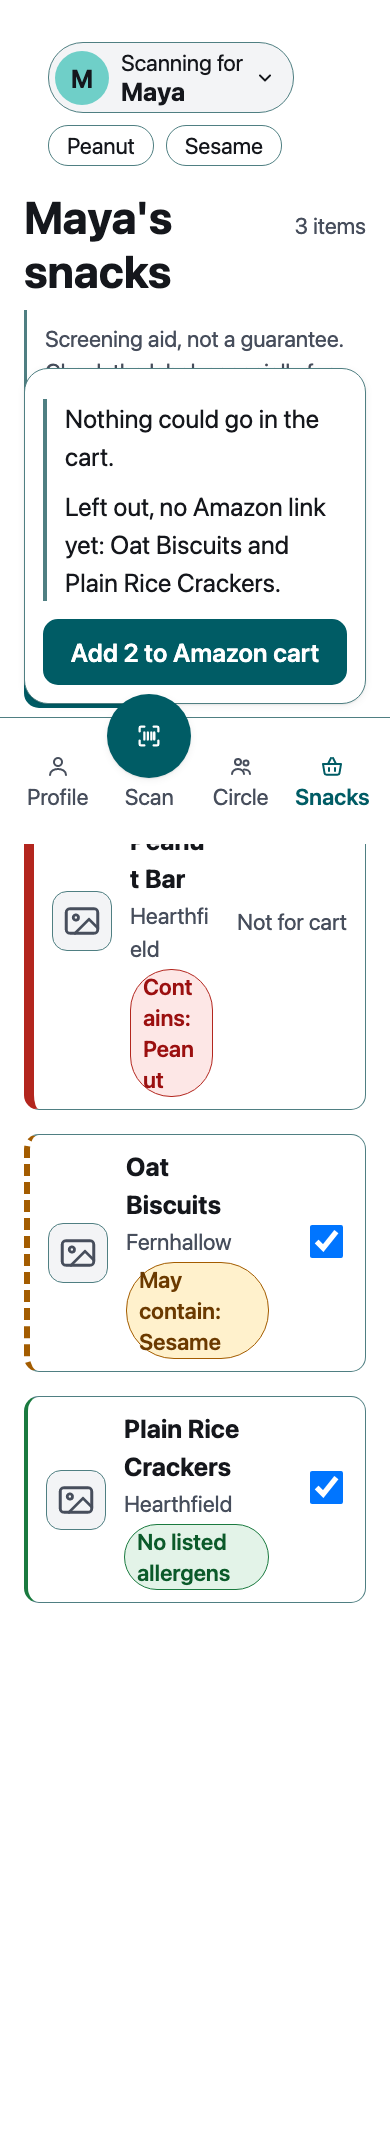 M
Scanning for
Maya
Peanut
Sesame
Maya's
snacks
3 items
Screening aid, not a guarantee.
Nothing could go in the
cart.
Left out, no Amazon link
yet: Oat Biscuits and
Plain Rice Crackers.
Add 2 to Amazon cart
Profile
Scan
Circle
Snacks
t Bar
Hearthfi
eld
Not for cart
Cont
ains:
Pean
ut
Oat
Biscuits
Fernhallow
May
contain:
Sesame
Plain Rice
Crackers
Hearthfield
No listed
allergens